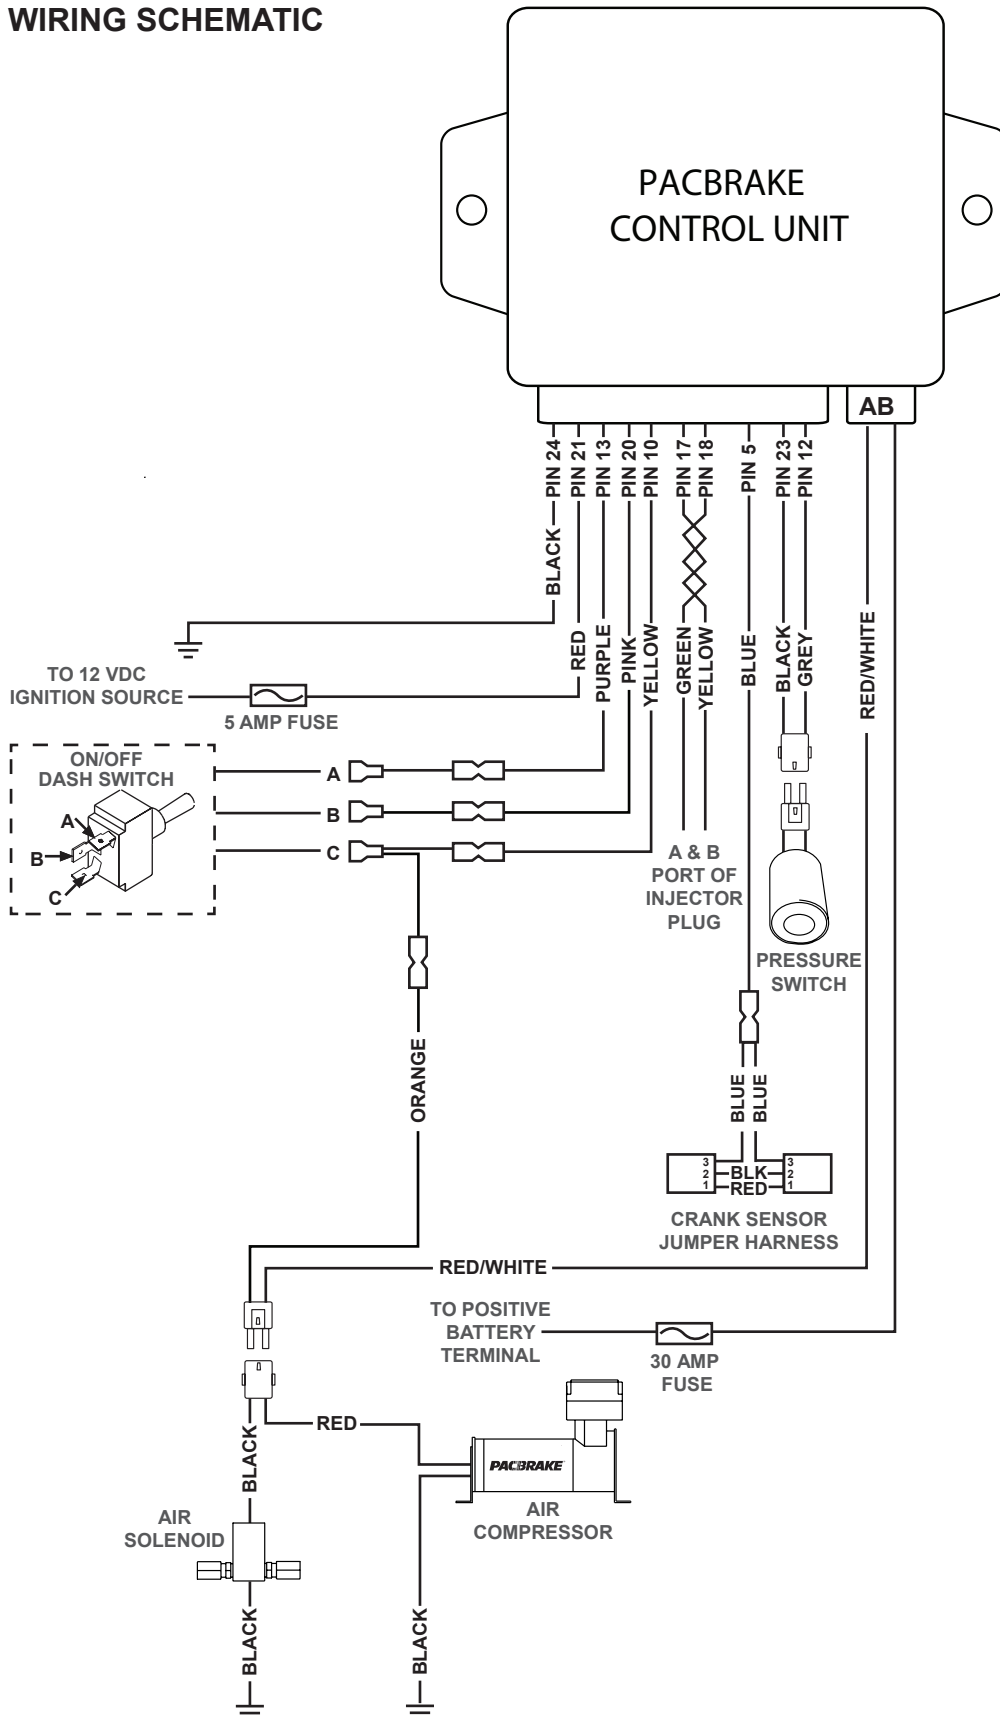 WIRING SCHEMATIC
PACBRAKE
CONTROL UNIT
AB
PIN 24
PIN 21
PIN 13
PIN 20
PIN 10
PIN 17
PIN 18
PIN 5
PIN 23
PIN 12
BLACK
RED
PURPLE
PINK
YELLOW
GREEN
YELLOW
BLUE
BLACK
GREY
RED/WHITE
TO 12 VDC
IGNITION SOURCE
5 AMP FUSE
ON/OFF
DASH SWITCH
A
B
C
A
B
C
A & B
PORT OF
INJECTOR
PLUG
PRESSURE
SWITCH
ORANGE
BLUE
BLUE
3
2
1
BLK
RED
3
2
1
CRANK SENSOR
JUMPER HARNESS
RED/WHITE
TO POSITIVE
BATTERY
TERMINAL
30 AMP
FUSE
RED
BLACK
PACBRAKE
AIR
COMPRESSOR
AIR
SOLENOID
BLACK
BLACK